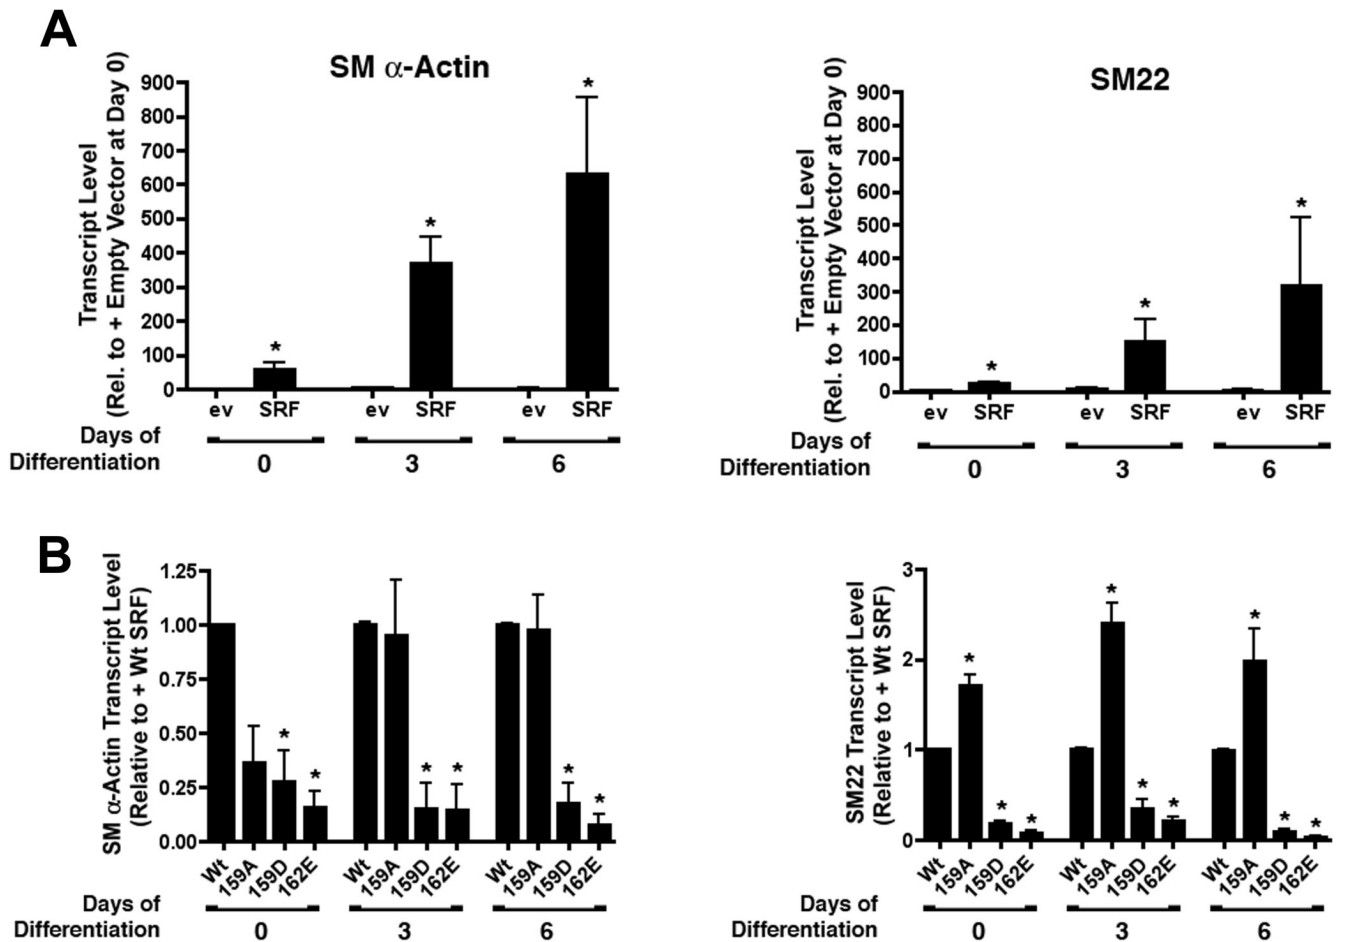 A
SM α-Actin
Transcript Level
(Rel. to + Empty Vector at Day 0)
900
800
700
600
500
400
300
200
100
0
* * *
ev SRF ev SRF ev SRF
Days of
Differentiation 0 3 6
SM22
Transcript Level
(Rel. to + Empty Vector at Day 0)
900
800
700
600
500
400
300
200
100
0
* * *
ev SRF ev SRF ev SRF
Days of
Differentiation 0 3 6
B
SM α-Actin Transcript Level
(Relative to + Wt SRF)
1.25
1.00
0.75
0.50
0.25
0.00
* * * * * *
Wt 159A 159D 162E Wt 159A 159D 162E Wt 159A 159D 162E
Days of
Differentiation 0 3 6
SM22 Transcript Level
(Relative to + Wt SRF)
3
2
1
0
* * * * * * * * *
Wt 159A 159D 162E Wt 159A 159D 162E Wt 159A 159D 162E
Days of
Differentiation 0 3 6